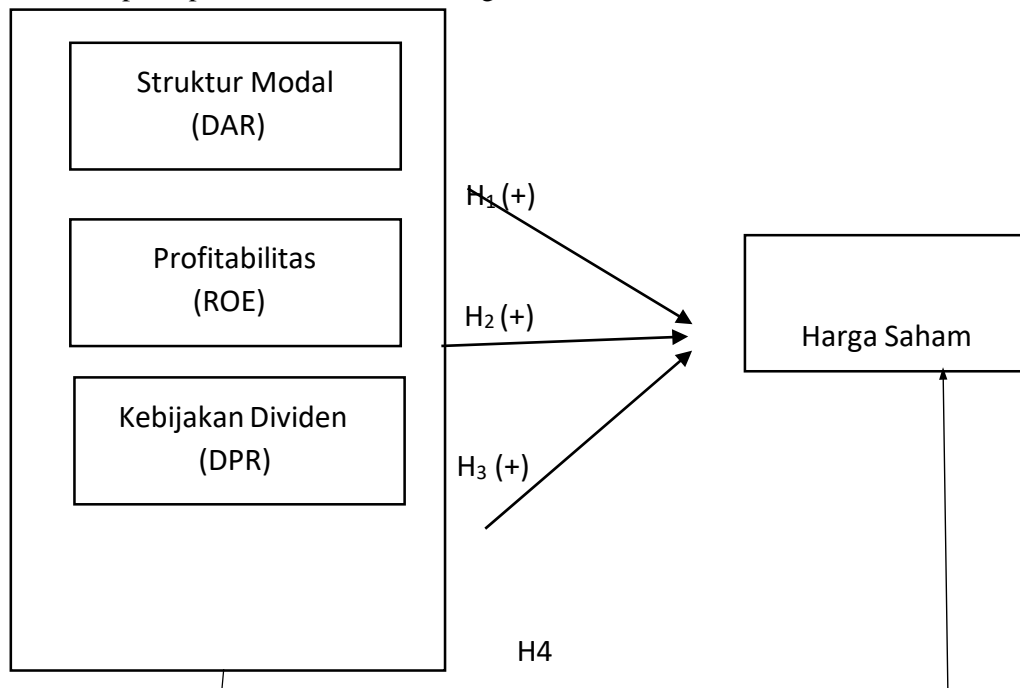 Struktur Modal
(DAR)
H₁ (+)
Profitabilitas
(ROE)
H₂ (+)
Harga Saham
Kebijakan Dividen
(DPR)
H₃ (+)
H4